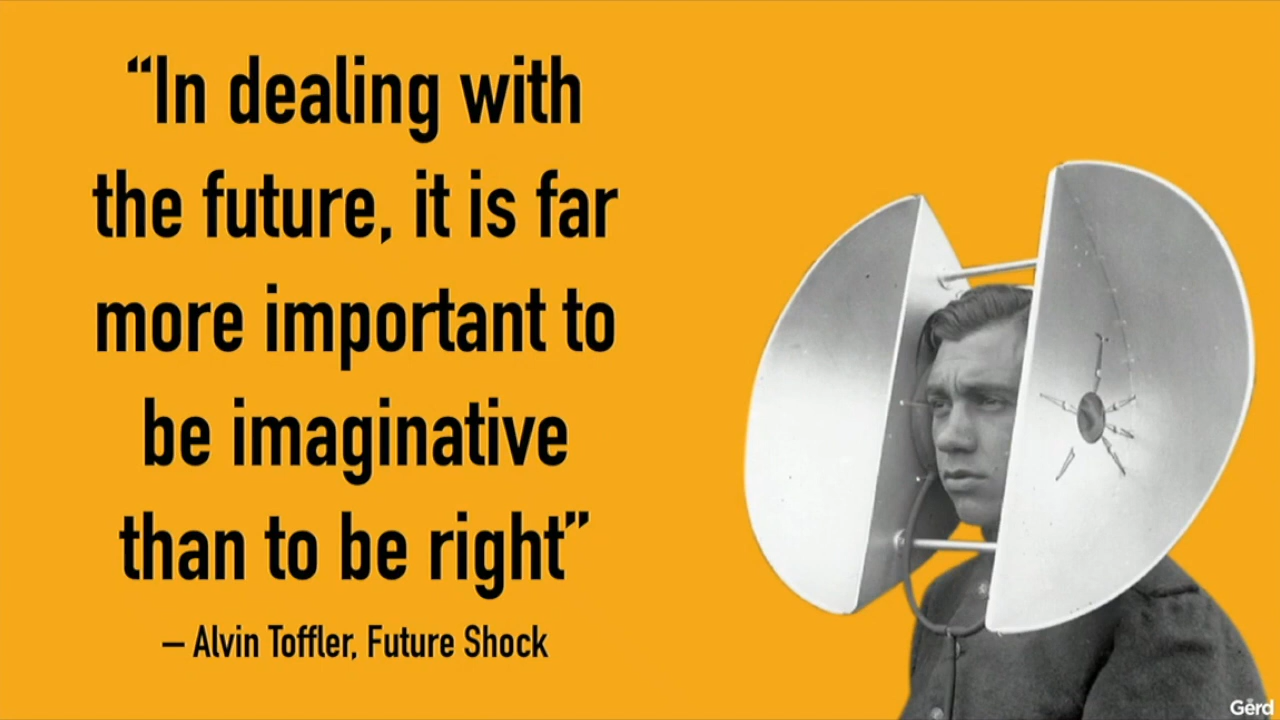 “In dealing with
the future, it is far
more important to
be imaginative
than to be right”
– Alvin Toffler, Future Shock
Gerd